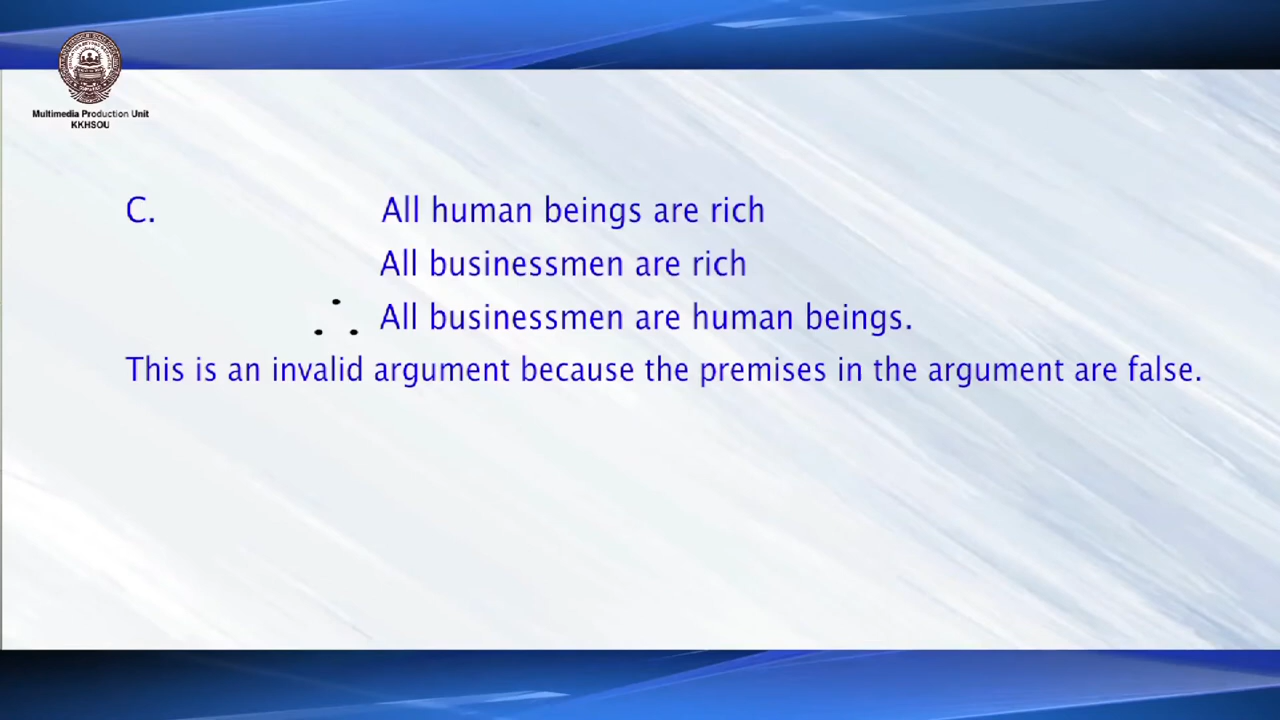 Multimedia Production Unit
KKHSOU
C. All human beings are rich
All businessmen are rich
∴ All businessmen are human beings.
This is an invalid argument because the premises in the argument are false.